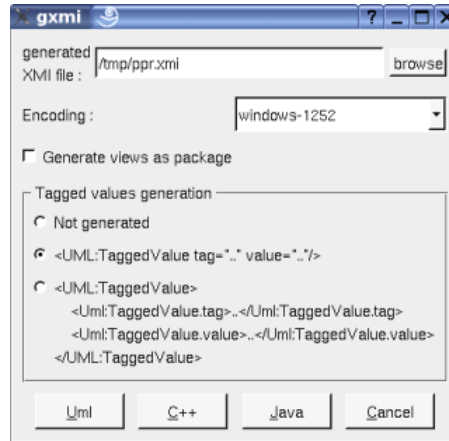 gxmi
?
generated
XMI file :
/tmp/ppr.xmi
browse
Encoding :
windows-1252
Generate views as package
Tagged values generation
Not generated
<UML:TaggedValue tag=".." value=".."/>
<UML:TaggedValue>
<Uml:TaggedValue.tag>..</Uml:TaggedValue.tag>
<Uml:TaggedValue.value>..</Uml:TaggedValue.value>
</UML:TaggedValue>
Uml
C++
Java
Cancel